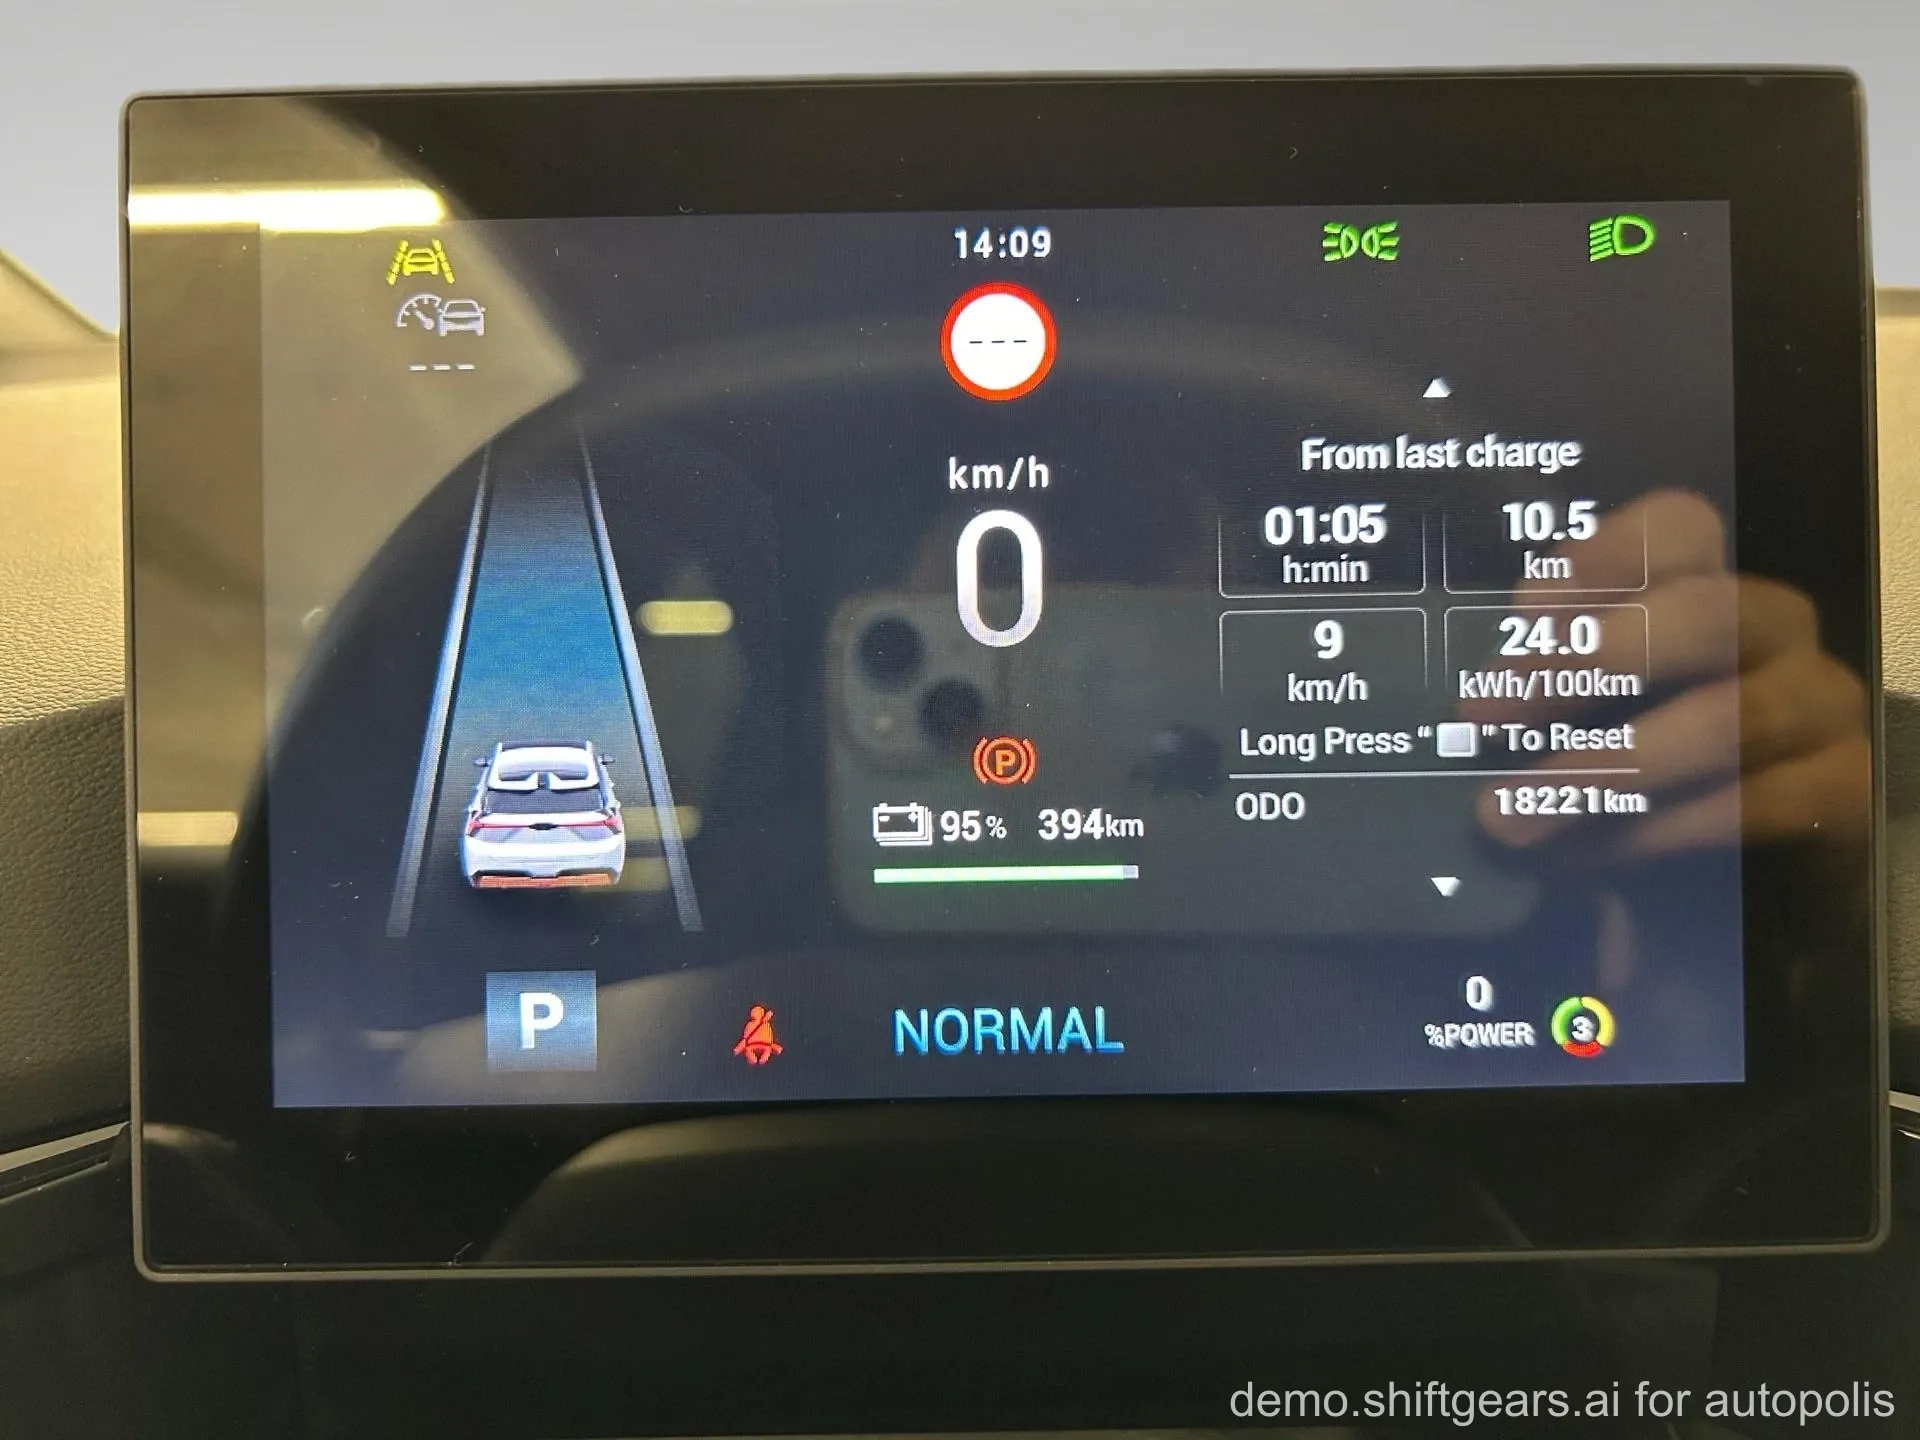 14:09
---
---
km/h
0
From last charge
01:05
h:min
10.5
km
9
km/h
24.0
kWh/100km
Long Press “ ” To Reset
ODO 18221km
P
95% 394km
P
NORMAL
0
%POWER
3
demo.shiftgears.ai for autopolis